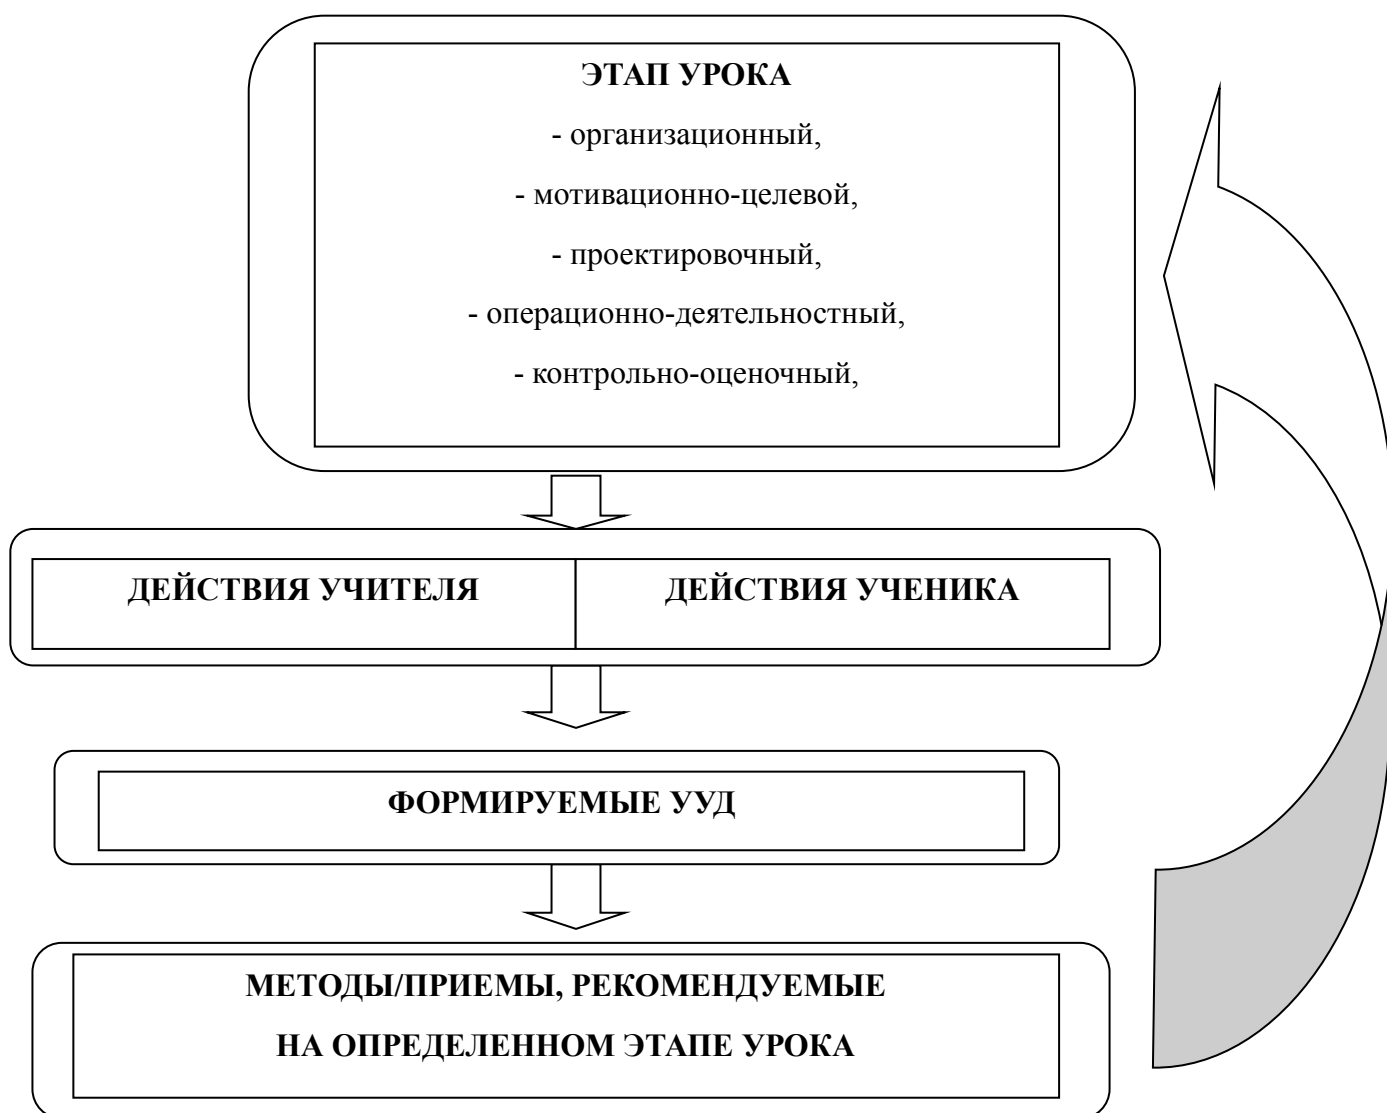 ЭТАП УРОКА
- организационный,
- мотивационно-целевой,
- проектировочный,
- операционно-деятельностный,
- контрольно-оценочный,
ДЕЙСТВИЯ УЧИТЕЛЯ
ДЕЙСТВИЯ УЧЕНИКА
ФОРМИРУЕМЫЕ УУД
МЕТОДЫ/ПРИЕМЫ, РЕКОМЕНДУЕМЫЕ
НА ОПРЕДЕЛЕННОМ ЭТАПЕ УРОКА